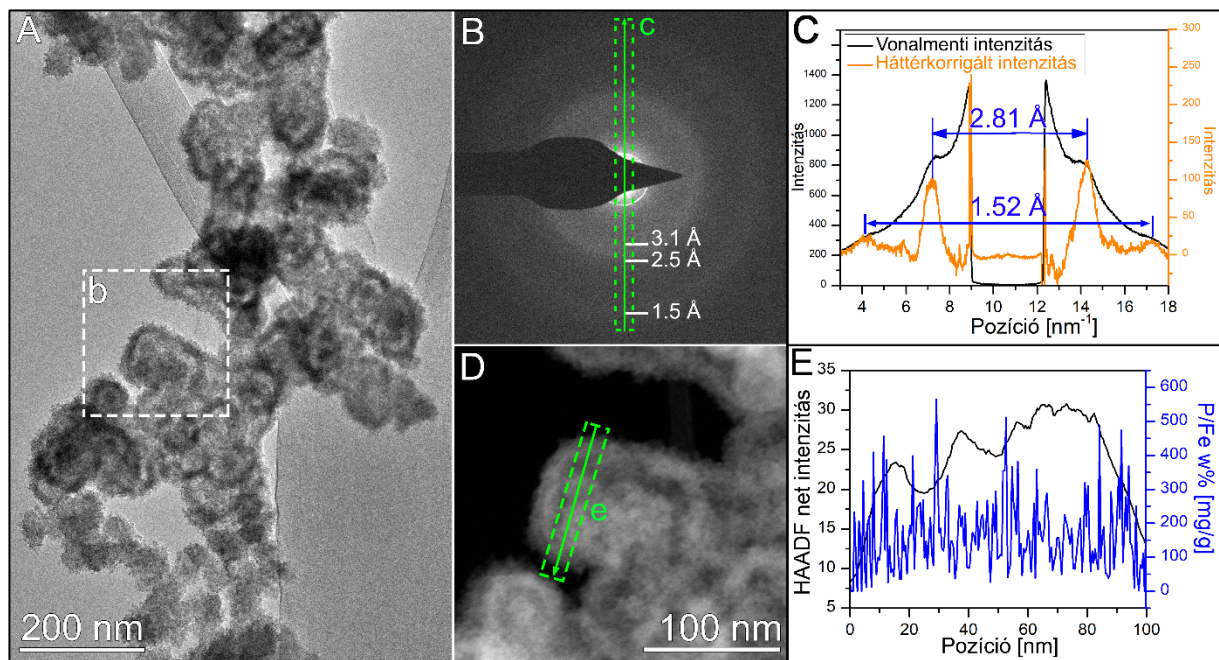 A
b
200 nm
B
c
3.1 Å
2.5 Å
1.5 Å
C
Vonalmenti intenzitás
Háttérkorrigált intenzitás
2.81 Å
1.52 Å
Intenzitás
1400
1200
1000
800
600
400
200
0
300
250
200
150
100
50
0
Intenzitás
4 6 8 10 12 14 16 18
Pozíció [nm⁻¹]
D
e
100 nm
E
HAADF net intenzitás
35
30
25
20
15
10
5
600
500
400
300
200
100
0
P/Fe w% [mg/g]
0 20 40 60 80 100
Pozíció [nm]